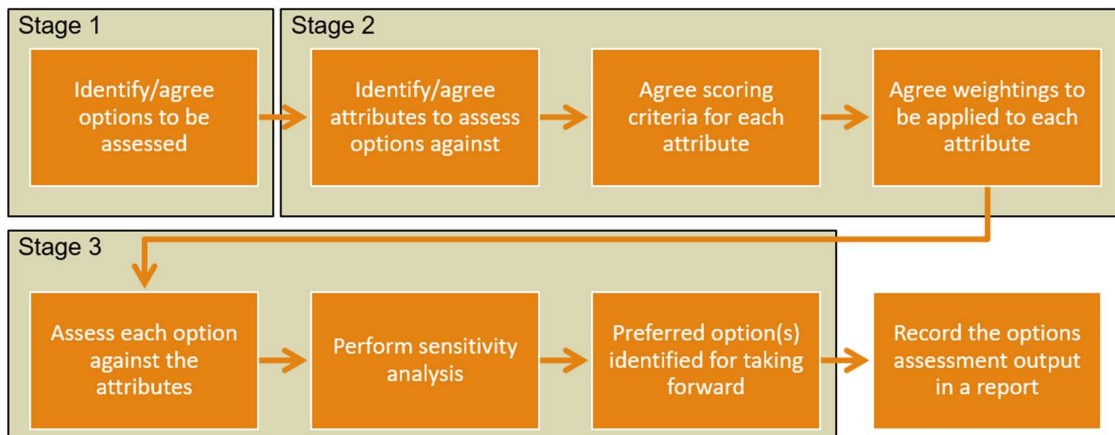 Stage 1
Identify/agree
options to be
assessed
Stage 2
Identify/agree
attributes to assess
options against
Agree scoring
criteria for each
attribute
Agree weightings to
be applied to each
attribute
Stage 3
Assess each option
against the
attributes
Perform sensitivity
analysis
Preferred option(s)
identified for taking
forward
Record the options
assessment output
in a report